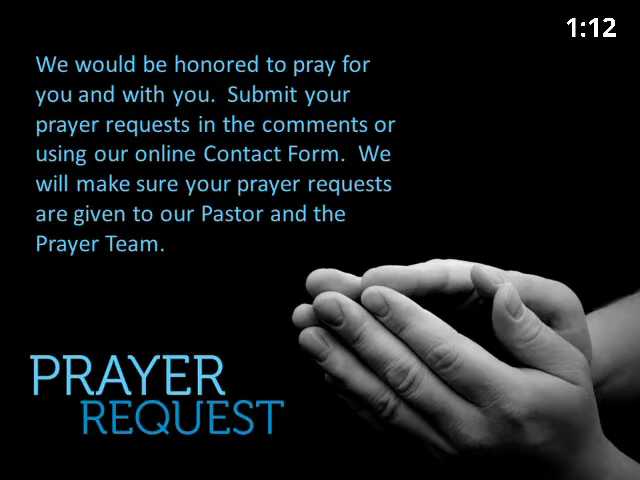 1:12
We would be honored to pray for
you and with you.  Submit your
prayer requests in the comments or
using our online Contact Form.  We
will make sure your prayer requests
are given to our Pastor and the
Prayer Team.
PRAYER
REQUEST